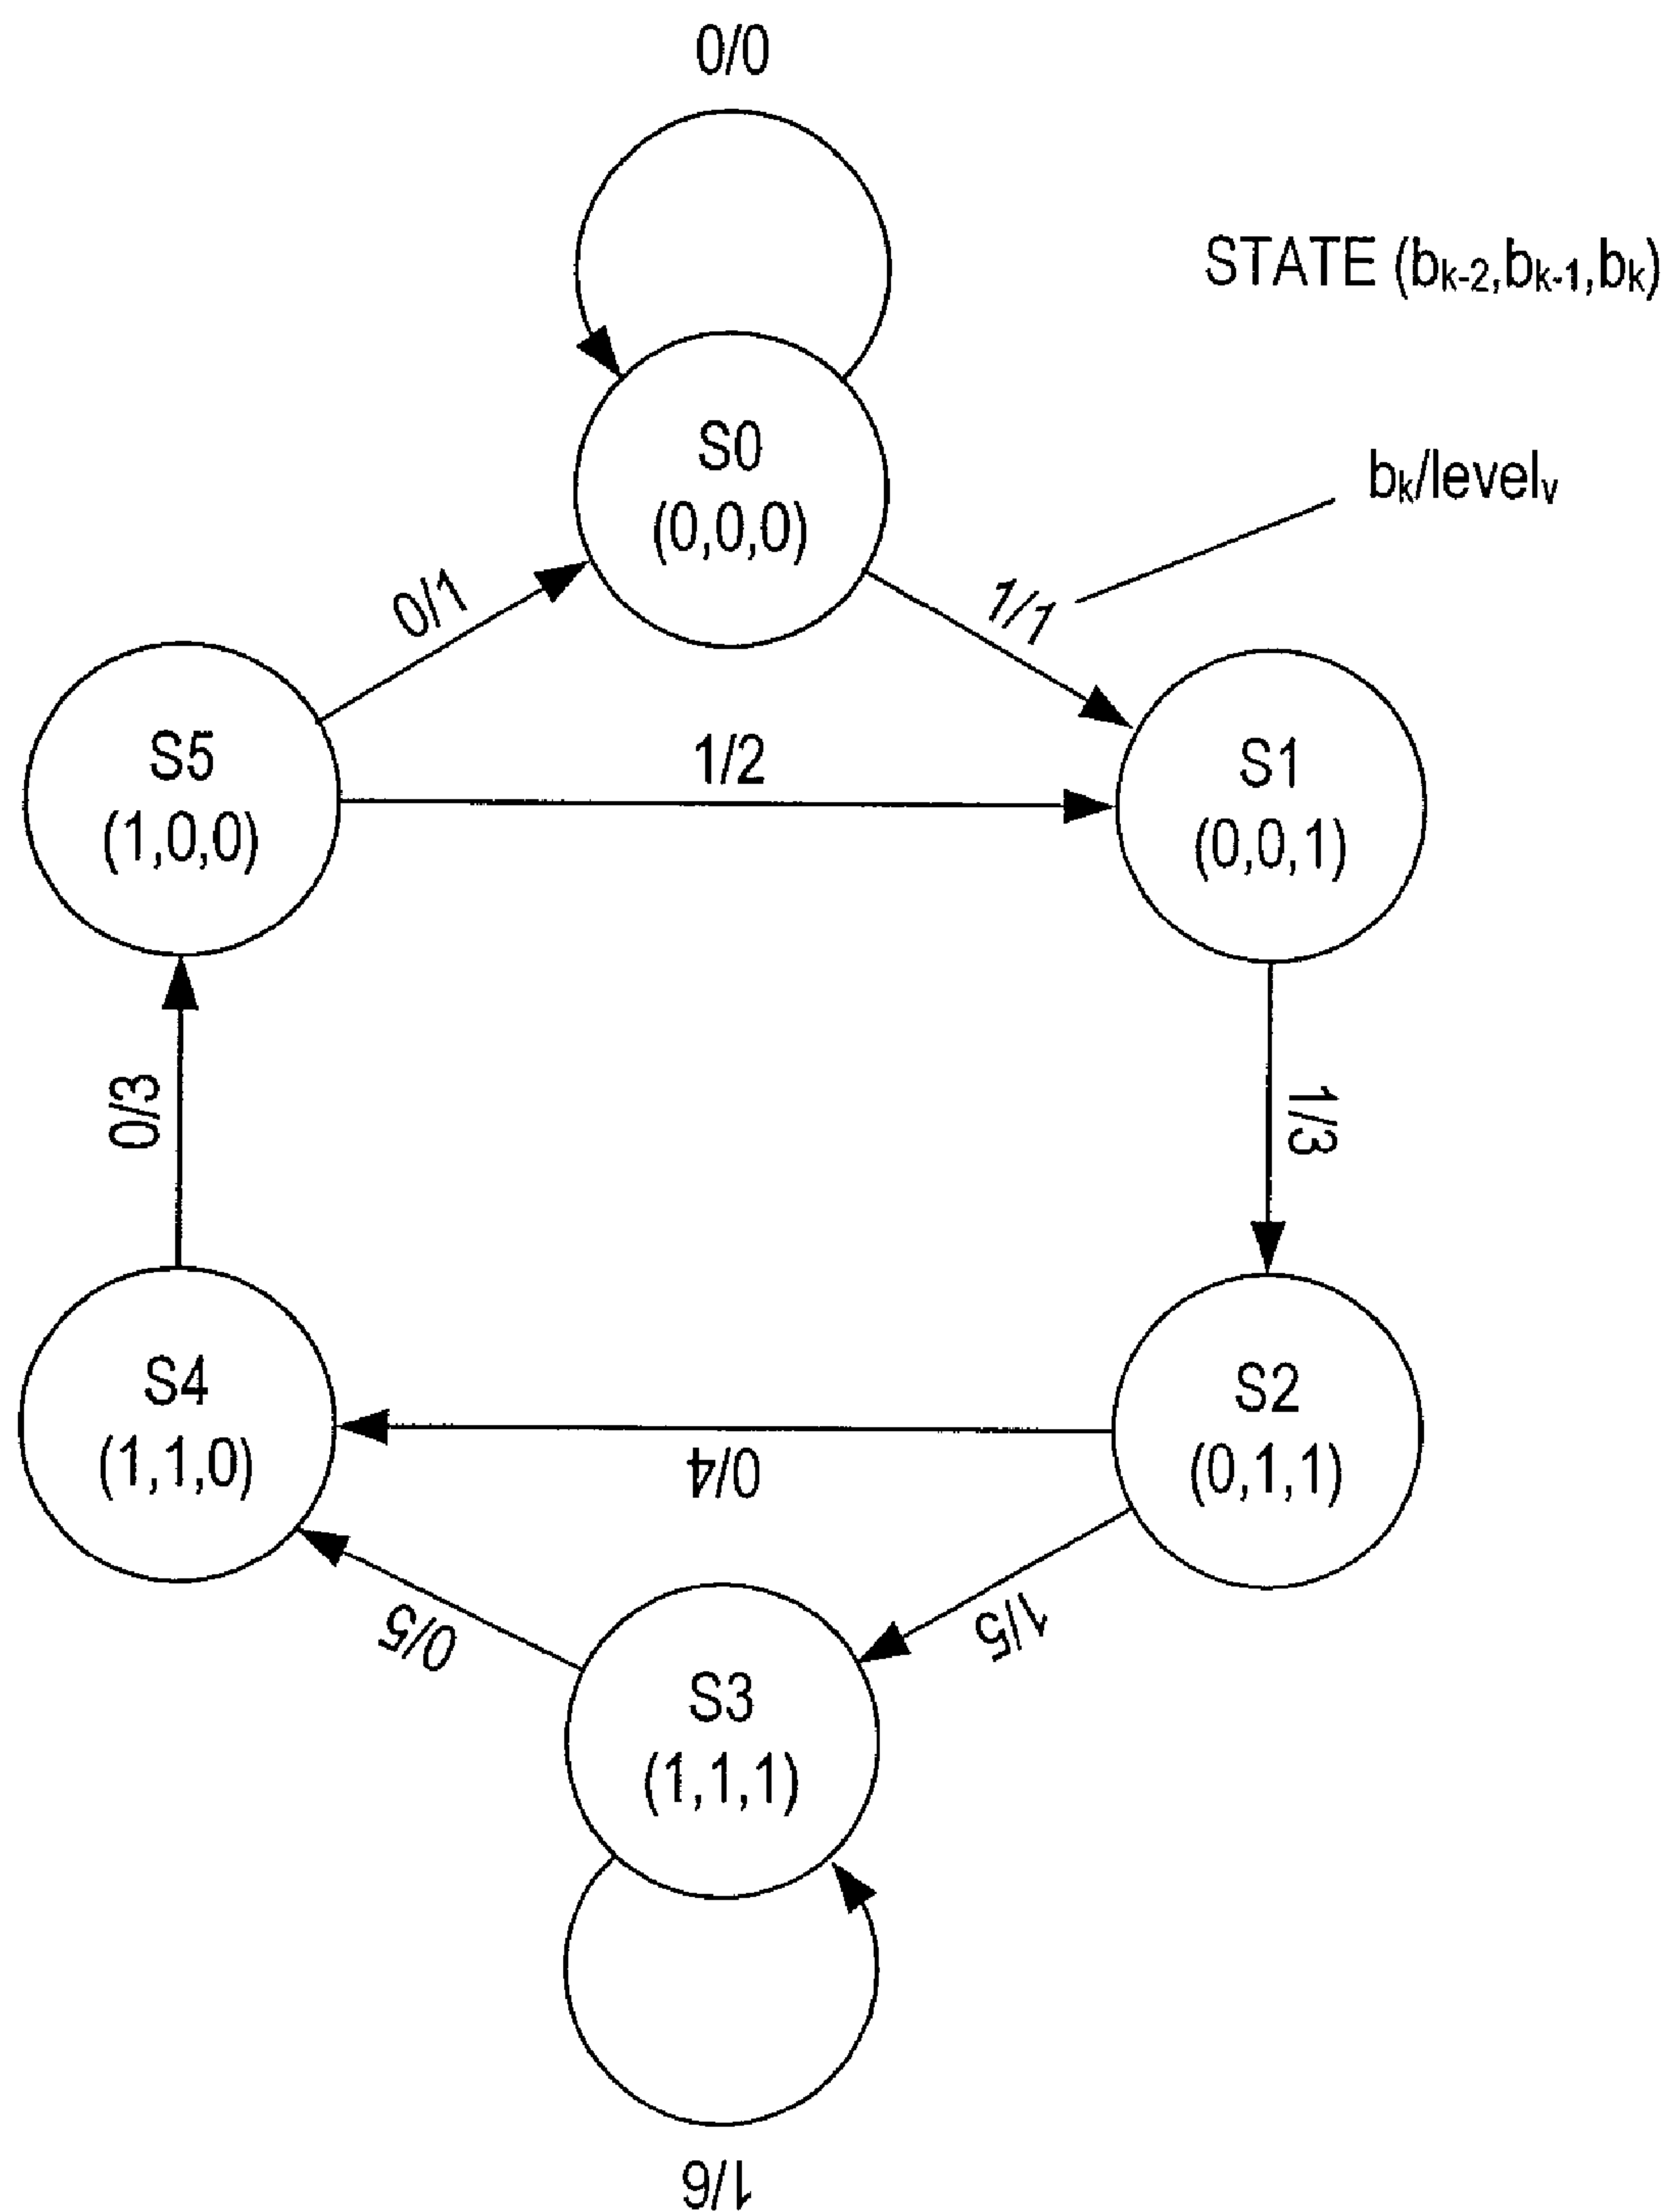 0/0
STATE (bk-2,bk-1,bk)
S0
(0,0,0)
bk/levelv
0/1
1/1
S5
(1,0,0)
1/2
S1
(0,0,1)
0/3
1/3
S4
(1,1,0)
0/4
S2
(0,1,1)
0/5
1/5
S3
(1,1,1)
1/6